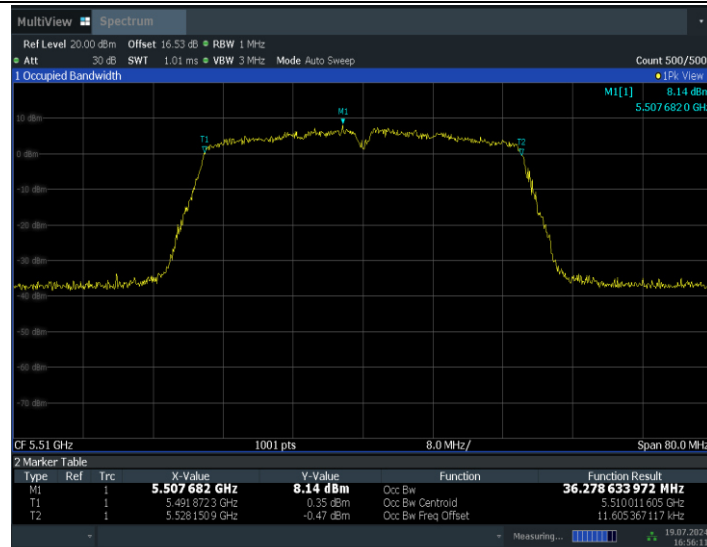 MultiView Spectrum
Ref Level 20.00 dBm Offset 16.53 dB RBW 1 MHz
Att 30 dB SWT 1.01 ms VBW 3 MHz Mode Auto Sweep Count 500/500
1 Occupied Bandwidth 1Pk View
M1[1] 8.14 dBm
5.507 682 0 GHz
M1
10 dBm
T1
T2
0 dBm
-10 dBm
-20 dBm
-30 dBm
-40 dBm
-50 dBm
-60 dBm
-70 dBm
CF 5.51 GHz 1001 pts 8.0 MHz/ Span 80.0 MHz
2 Marker Table
Type Ref Trc X-Value Y-Value Function Function Result
M1 1 5.507 682 GHz 8.14 dBm Occ Bw 36.278 633 972 MHz
T1 1 5.491 872 3 GHz 0.35 dBm Occ Bw Centroid 5.510 011 605 GHz
T2 1 5.528 150 9 GHz -0.47 dBm Occ Bw Freq Offset 11.605 367 117 kHz
Measuring... 19.07.2024
16:56:11